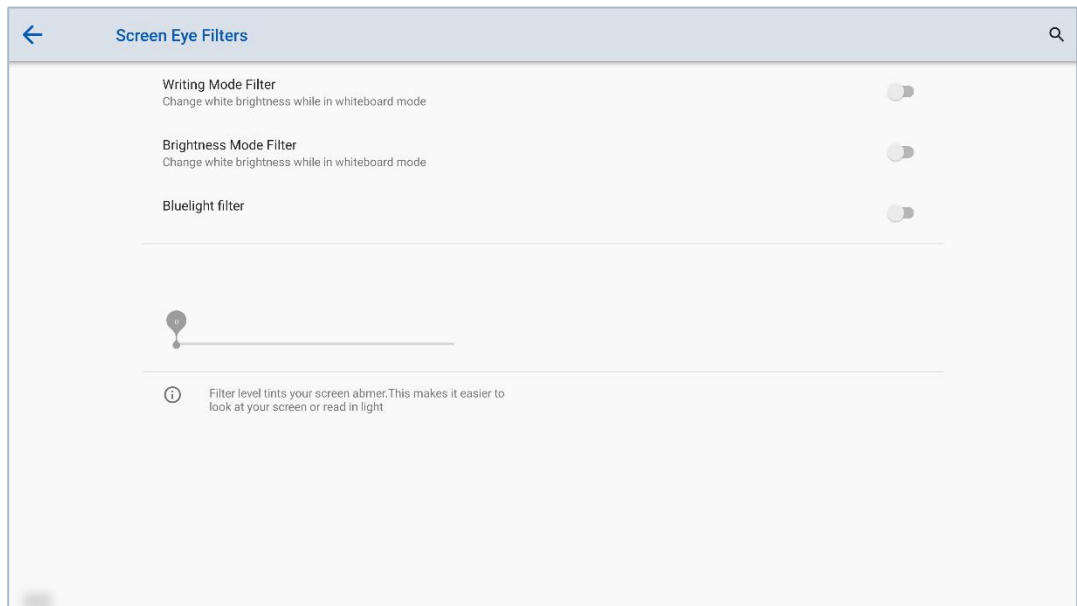 Screen Eye Filters
Writing Mode Filter
Change white brightness while in whiteboard mode
Brightness Mode Filter
Change white brightness while in whiteboard mode
Bluelight filter
0
Filter level tints your screen abmer.This makes it easier to
look at your screen or read in light